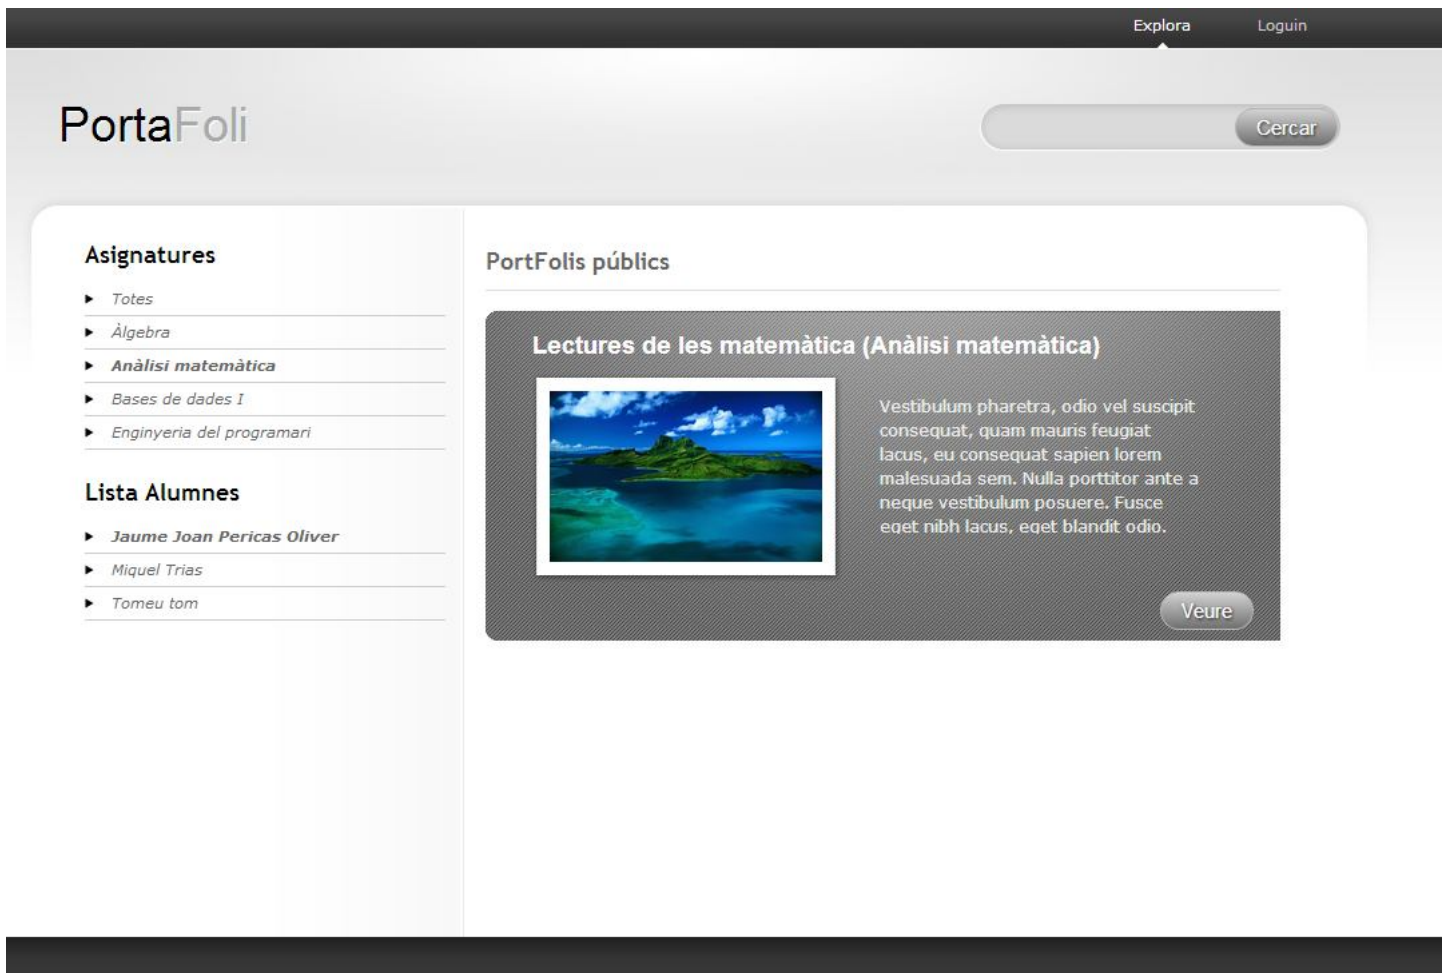 Explora Loguin
PortaFoli
Cercar
Asignatures
Totes
Àlgebra
Anàlisi matemàtica
Bases de dades I
Enginyeria del programari
Lista Alumnes
Jaume Joan Pericas Oliver
Miquel Trias
Tomeu tom
PortFolis públics
Lectures de les matemàtica (Anàlisi matemàtica)
Vestibulum pharetra, odio vel suscipit
consequat, quam mauris feugiat
lacus, eu consequat sapien lorem
malesuada sem. Nulla porttitor ante a
neque vestibulum posuere. Fusce
eget nibh lacus, eget blandit odio.
Veure